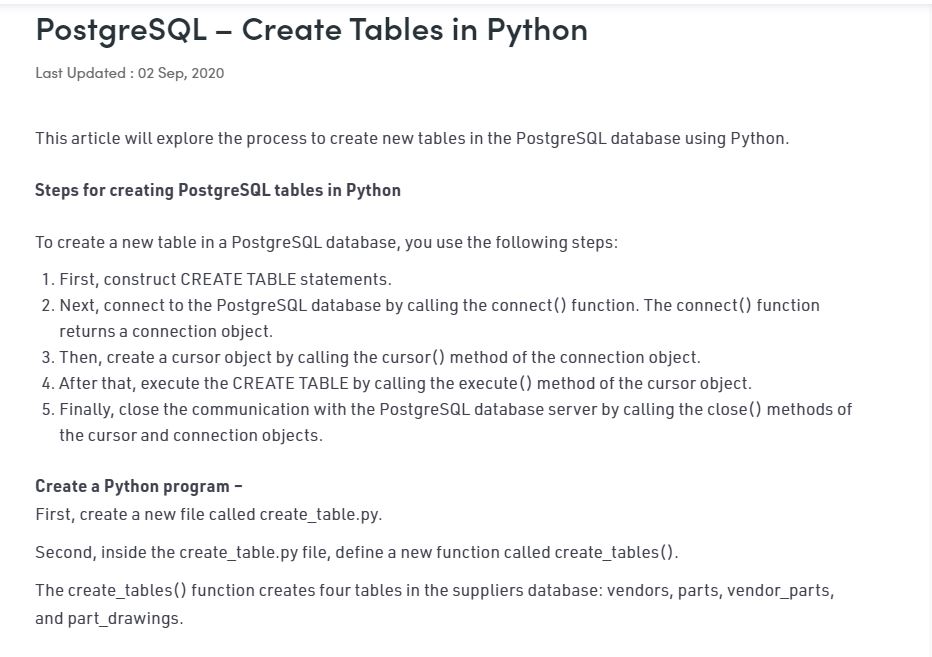 PostgreSQL – Create Tables in Python
Last Updated : 02 Sep, 2020
This article will explore the process to create new tables in the PostgreSQL database using Python.
Steps for creating PostgreSQL tables in Python
To create a new table in a PostgreSQL database, you use the following steps:
1. First, construct CREATE TABLE statements.
2. Next, connect to the PostgreSQL database by calling the connect() function. The connect() function
returns a connection object.
3. Then, create a cursor object by calling the cursor() method of the connection object.
4. After that, execute the CREATE TABLE by calling the execute() method of the cursor object.
5. Finally, close the communication with the PostgreSQL database server by calling the close() methods of
the cursor and connection objects.
Create a Python program –
First, create a new file called create_table.py.
Second, inside the create_table.py file, define a new function called create_tables().
The create_tables() function creates four tables in the suppliers database: vendors, parts, vendor_parts,
and part_drawings.